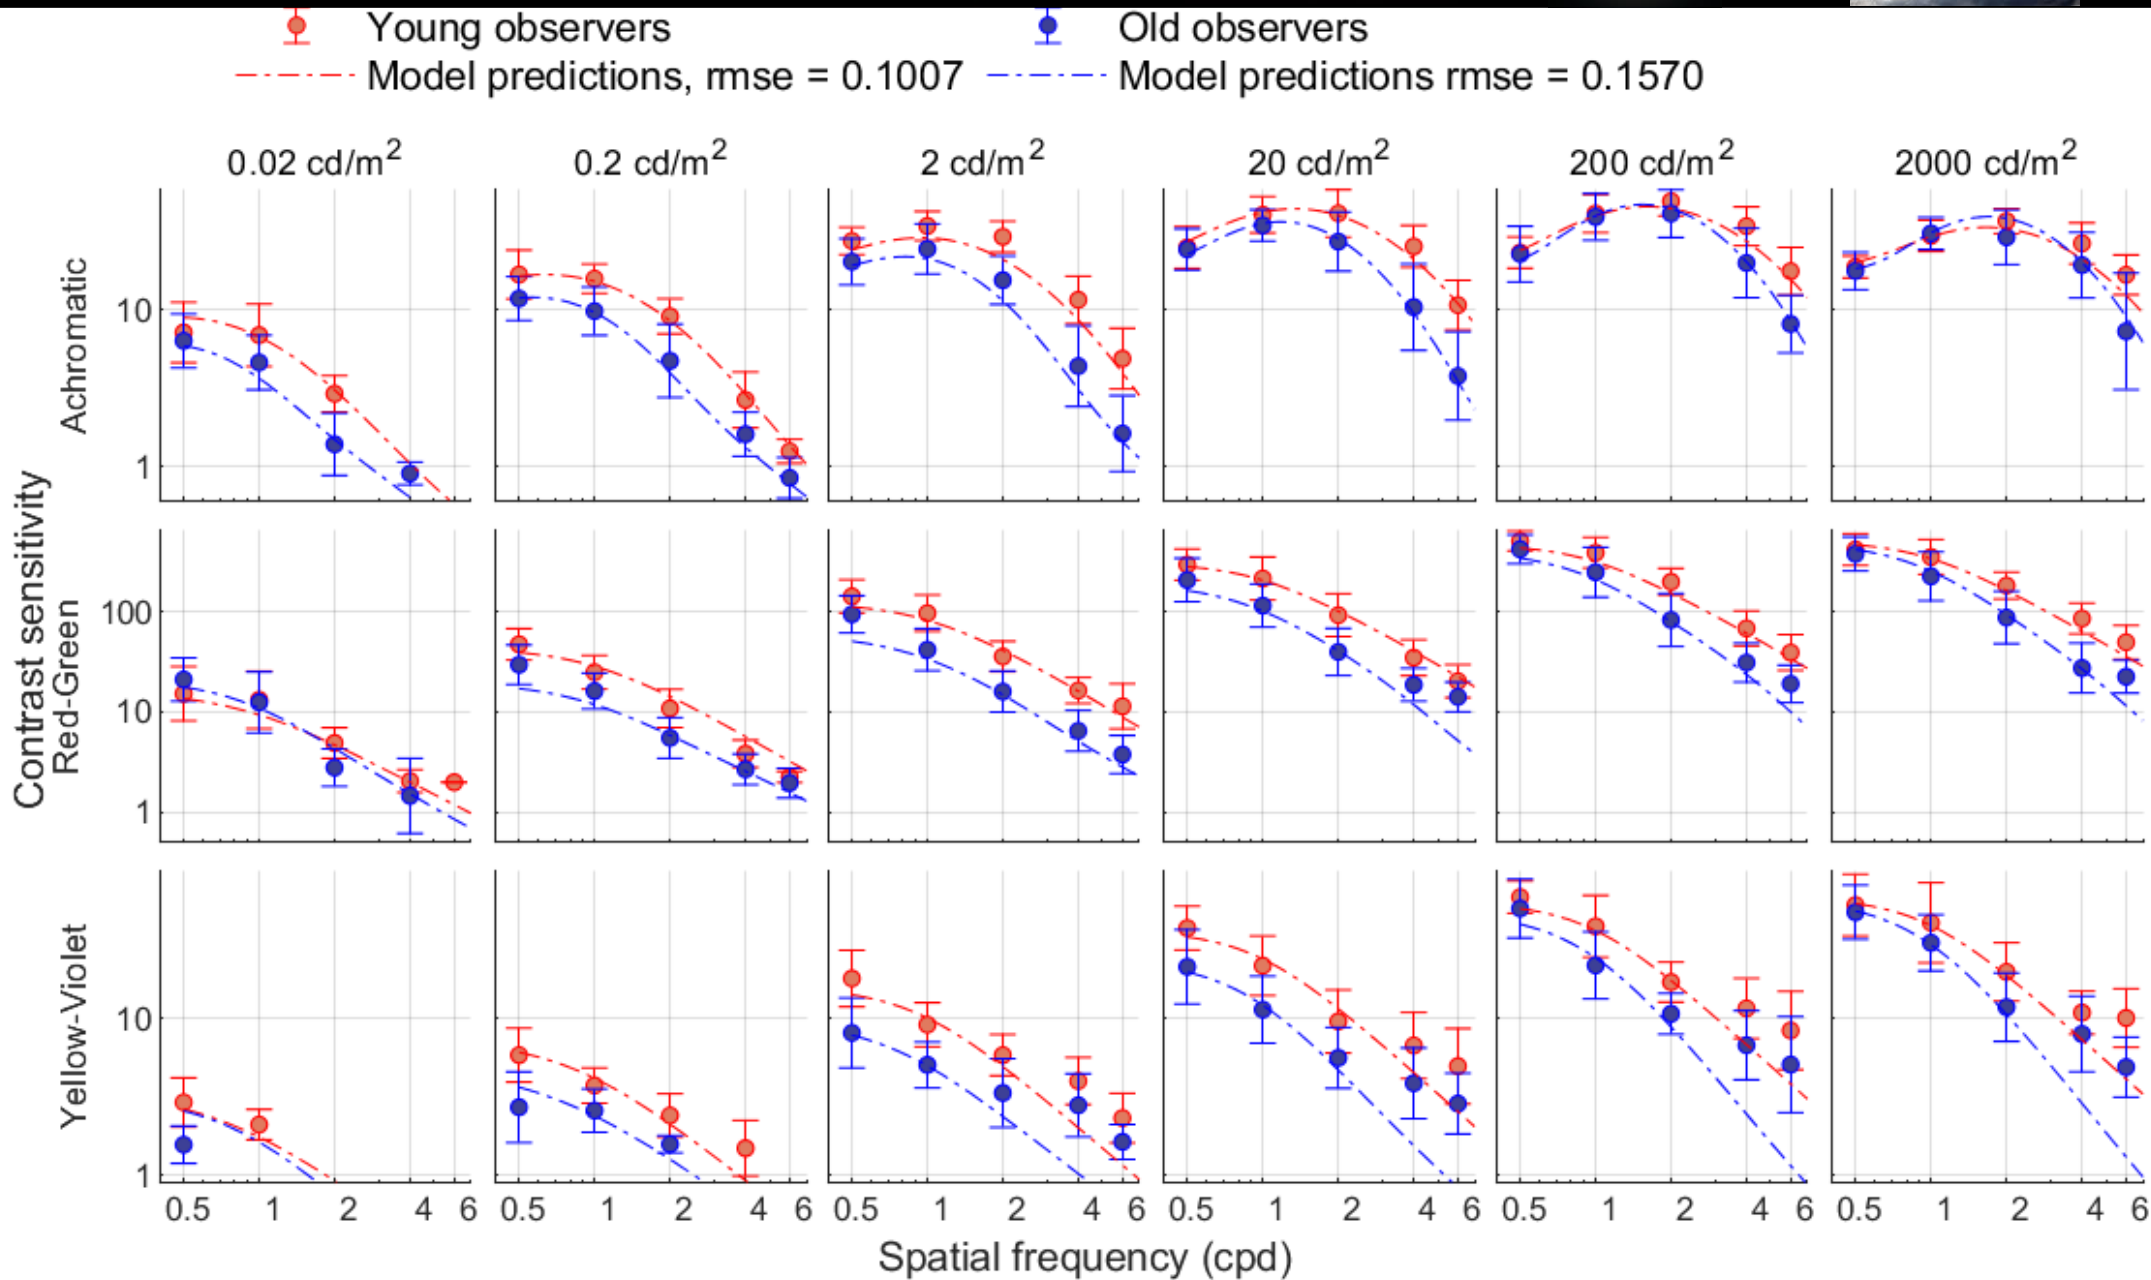 Young observers
Old observers
Model predictions, rmse = 0.1007
Model predictions rmse = 0.1570
0.02 cd/m²
0.2 cd/m²
2 cd/m²
20 cd/m²
200 cd/m²
2000 cd/m²
Contrast sensitivity
Achromatic
10
1
Red-Green
100
10
1
Yellow-Violet
10
1
0.5 1 2 4 6
0.5 1 2 4 6
0.5 1 2 4 6
0.5 1 2 4 6
0.5 1 2 4 6
0.5 1 2 4 6
Spatial frequency (cpd)